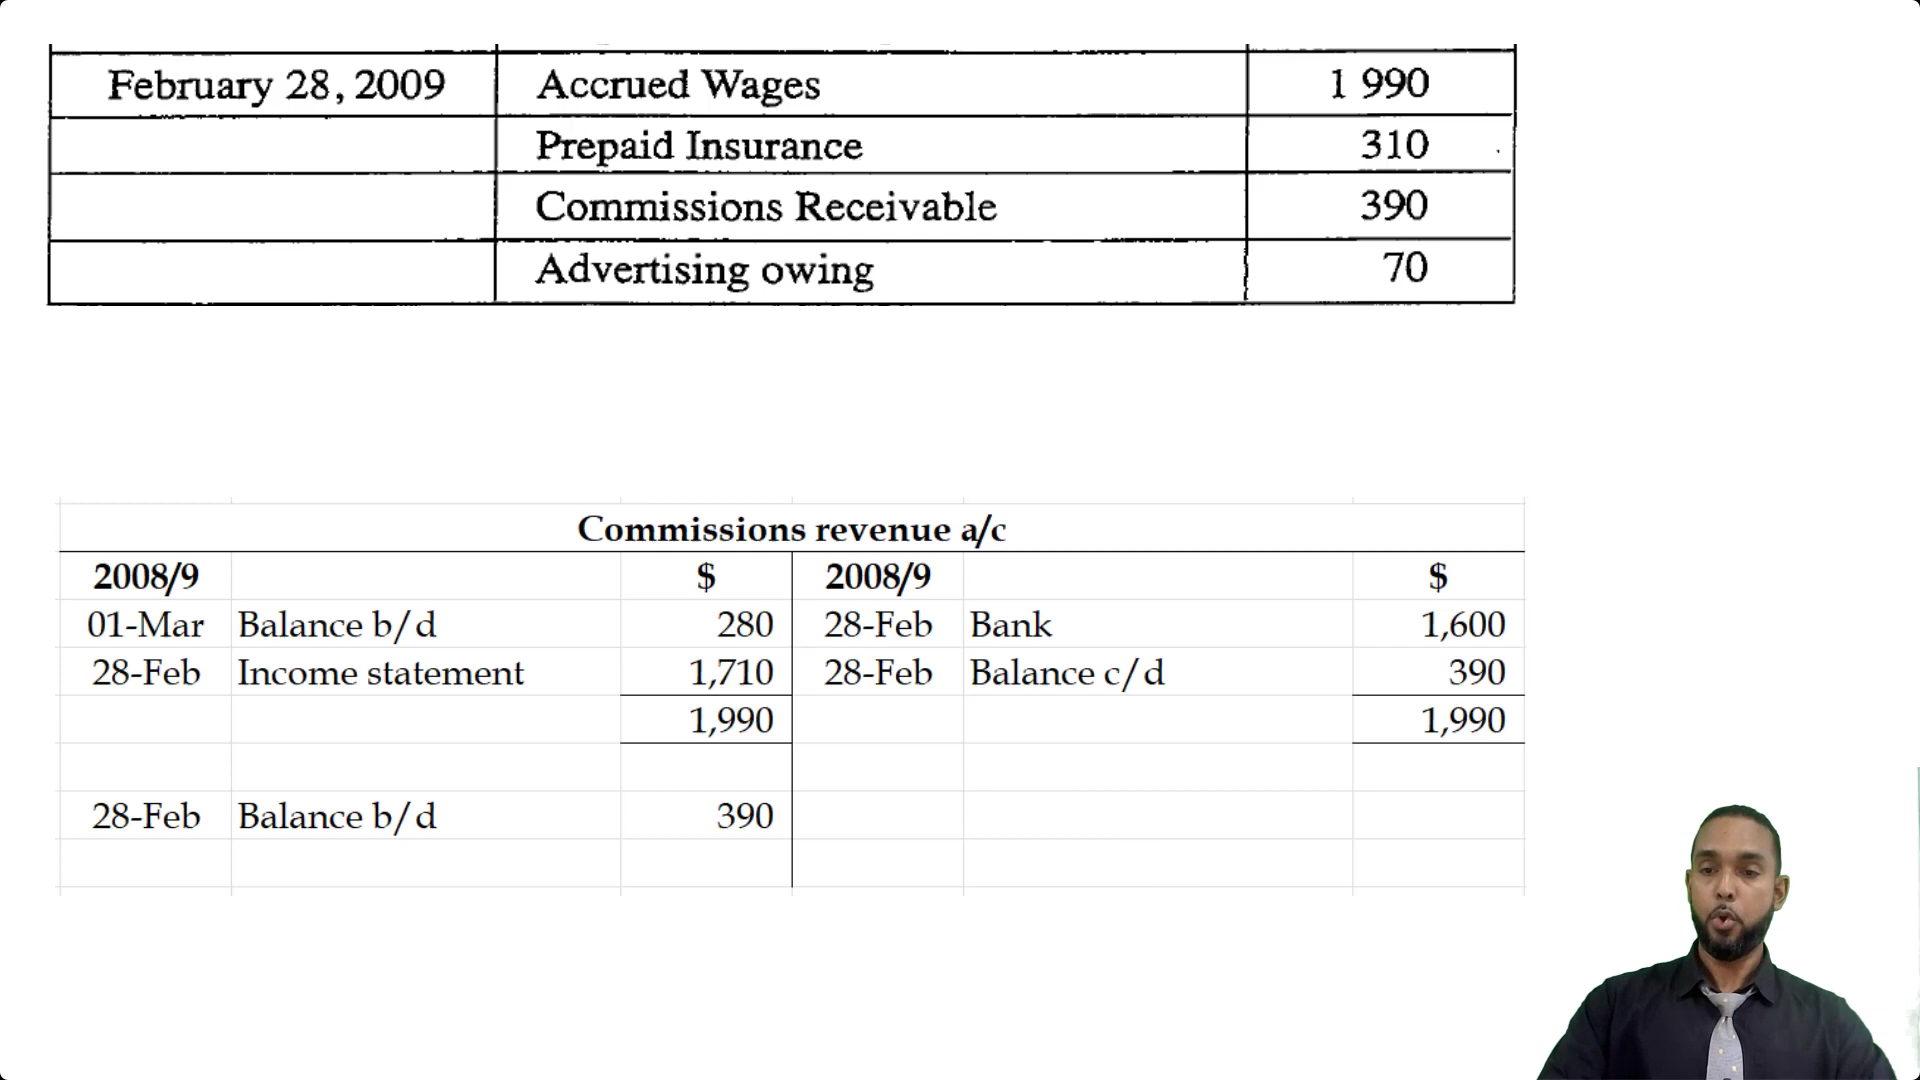 February 28, 2009 Accrued Wages 1 990
Prepaid Insurance 310
Commissions Receivable 390
Advertising owing 70
Commissions revenue a/c
2008/9 $ 2008/9 $
01-Mar Balance b/d 280 28-Feb Bank 1,600
28-Feb Income statement 1,710 28-Feb Balance c/d 390
1,990 1,990
28-Feb Balance b/d 390